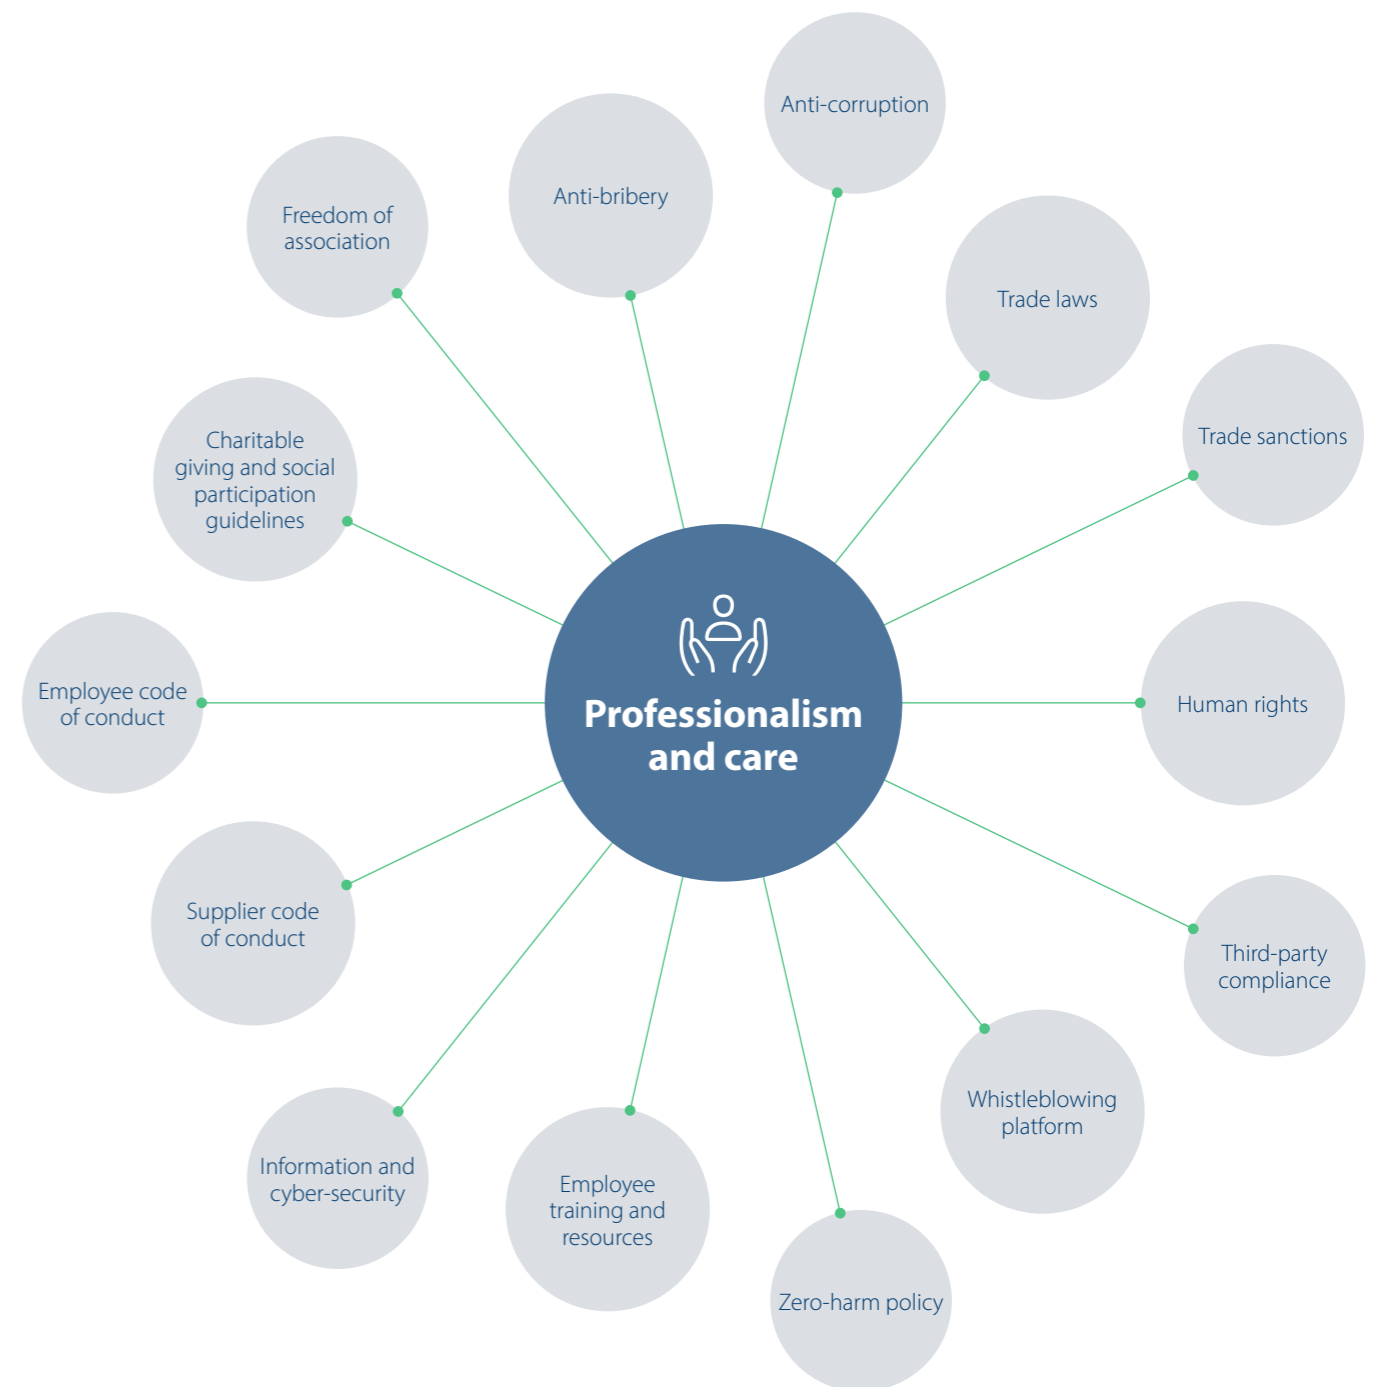 Anti-corruption
Anti-bribery
Freedom of
association
Trade laws
Trade sanctions
Charitable
giving and social
participation
guidelines
Employee code
of conduct
Professionalism
and care
Human rights
Supplier code
of conduct
Third-party
compliance
Whistleblowing
platform
Information and
cyber-security
Employee
training and
resources
Zero-harm policy